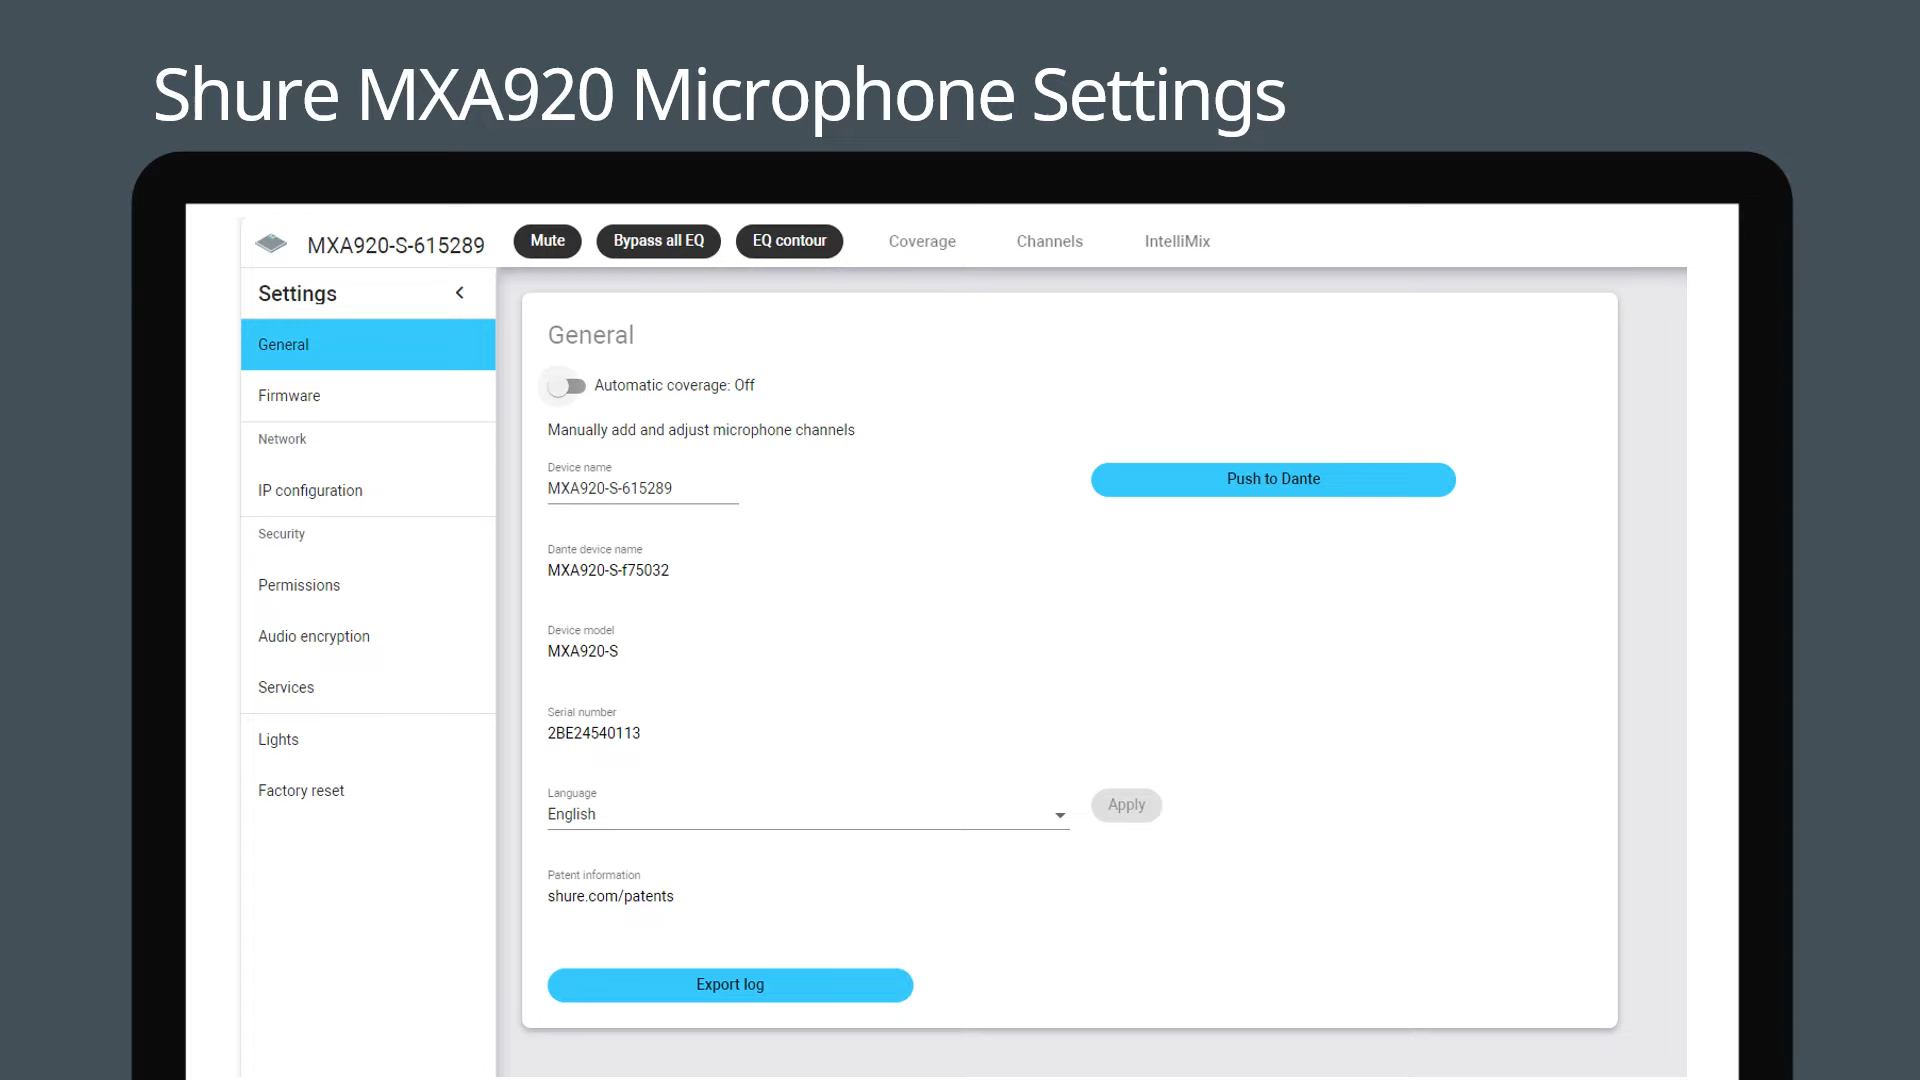 Shure MXA920 Microphone Settings
MXA920-S-615289
Mute
Bypass all EQ
EQ contour
Coverage
Channels
IntelliMix
Settings
General
Firmware
Network
IP configuration
Security
Permissions
Audio encryption
Services
Lights
Factory reset
General
Automatic coverage: Off
Manually add and adjust microphone channels
Device name
MXA920-S-615289
Push to Dante
Dante device name
MXA920-S-f75032
Device model
MXA920-S
Serial number
2BE24540113
Language
English
Apply
Patent information
shure.com/patents
Export log